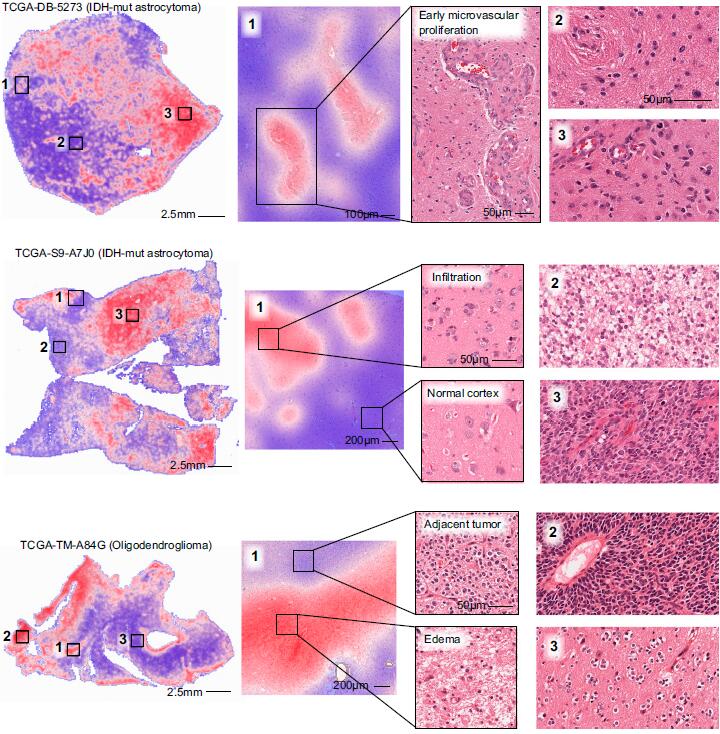 TCGA-DB-5273 (IDH-mut astrocytoma)
1
2
3
2.5mm
1
100µm
Early microvascular
proliferation
50µm
2
50µm
3
TCGA-S9-A7J0 (IDH-mut astrocytoma)
1
2
3
2.5mm
1
200µm
Infiltration
50µm
Normal cortex
2
3
TCGA-TM-A84G (Oligodendroglioma)
2
1
3
2.5mm
1
200µm
Adjacent tumor
50µm
Edema
2
3